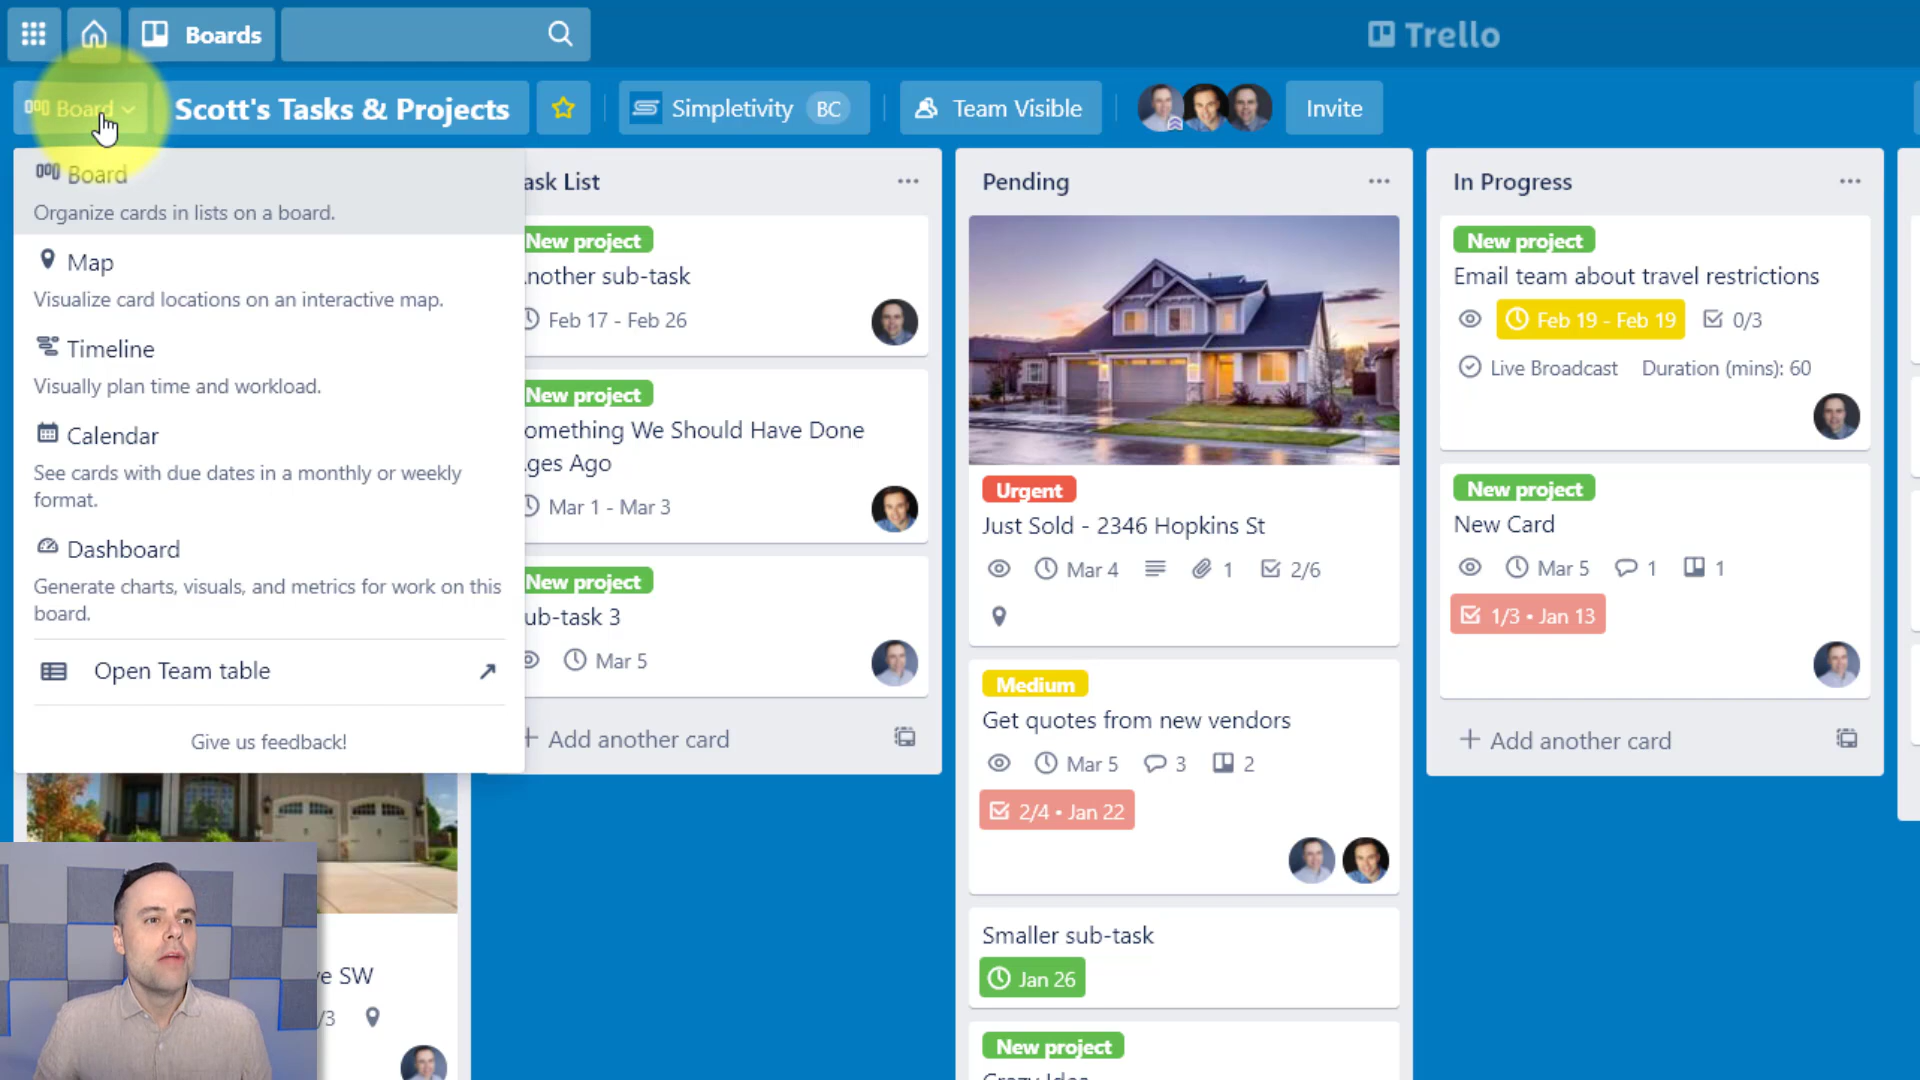 Boards
Trello
Board
Scott's Tasks & Projects
Simpletivity BC
Team Visible
Invite
Board
Organize cards in lists on a board.
Map
Visualize card locations on an interactive map.
Timeline
Visually plan time and workload.
Calendar
See cards with due dates in a monthly or weekly
format.
Dashboard
Generate charts, visuals, and metrics for work on this
board.
Open Team table
Give us feedback!
ve SW
/3
ask List
New project
nother sub-task
Feb 17 - Feb 26
New project
omething We Should Have Done
ges Ago
Mar 1 - Mar 3
New project
ub-task 3
Mar 5
Add another card
Pending
Urgent
Just Sold - 2346 Hopkins St
Mar 4 1 2/6
Medium
Get quotes from new vendors
Mar 5 3 2
2/4 • Jan 22
Smaller sub-task
Jan 26
New project
Crazy Idea
In Progress
New project
Email team about travel restrictions
Feb 19 - Feb 19 0/3
Live Broadcast Duration (mins): 60
New project
New Card
Mar 5 1 1
1/3 • Jan 13
Add another card